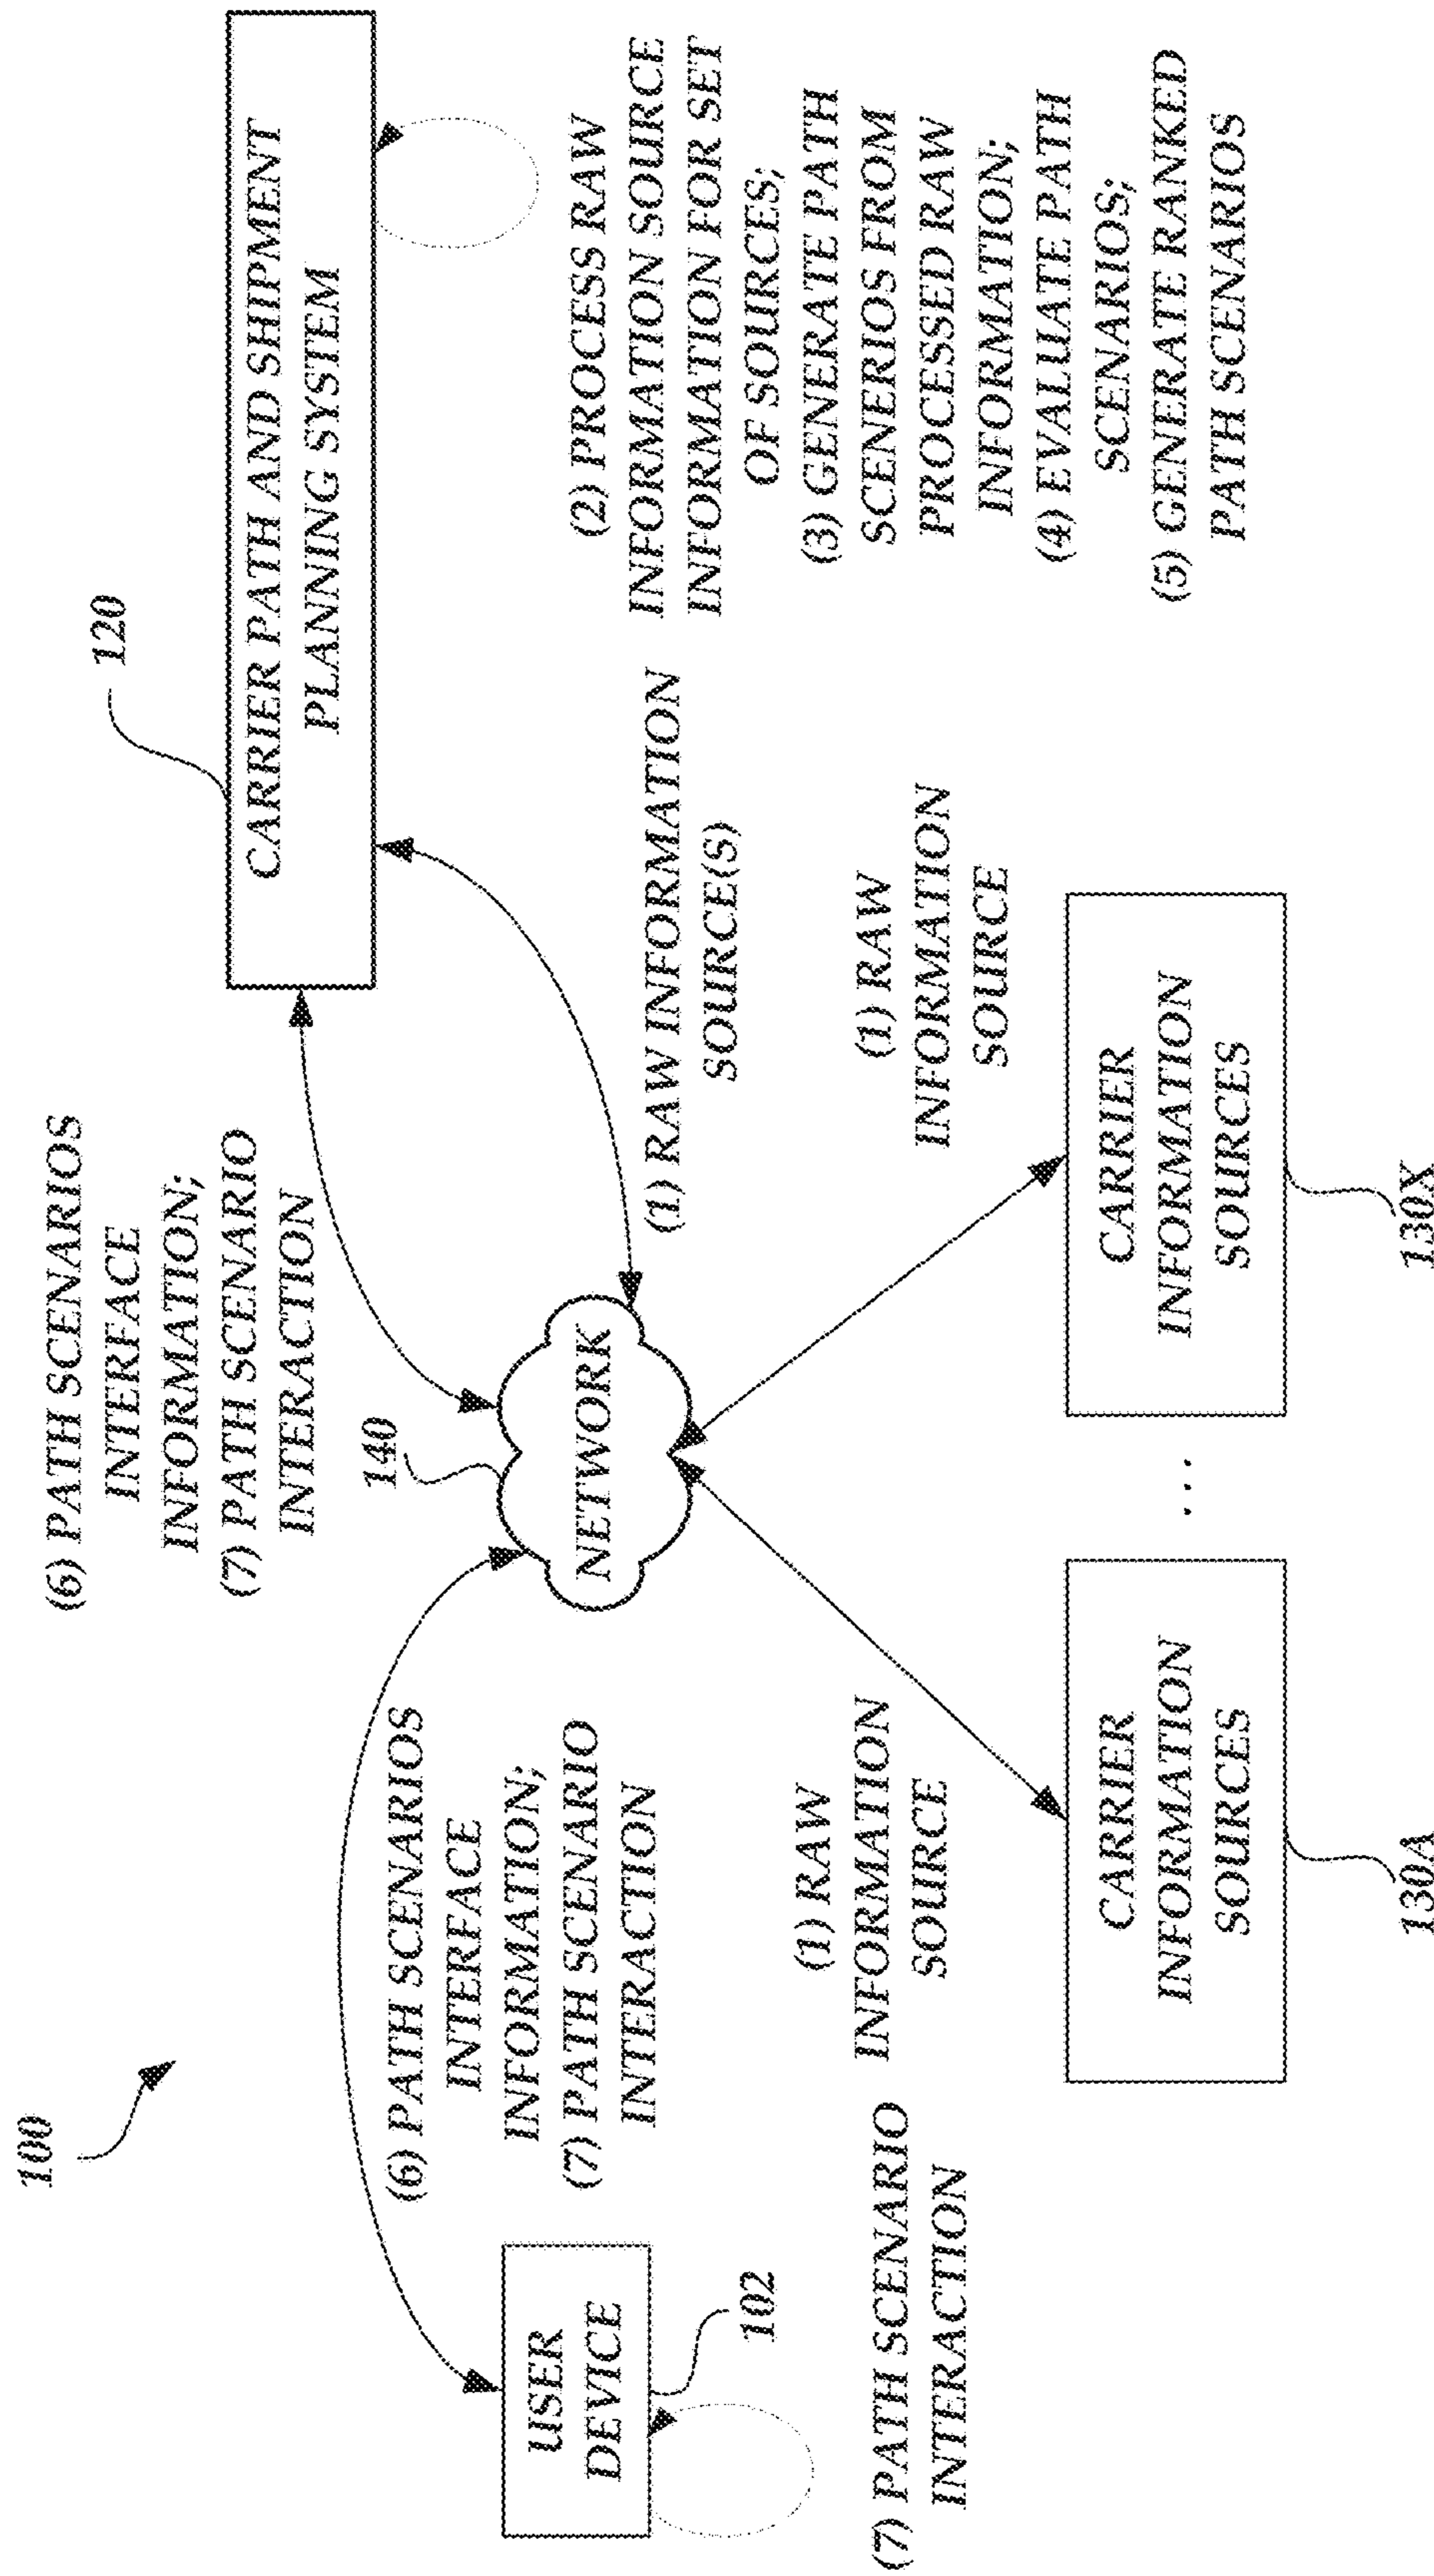 100
120
CARRIER PATH AND SHIPMENT
PLANNING SYSTEM
(6) PATH SCENARIOS
INTERFACE
INFORMATION;
(7) PATH SCENARIO
INTERACTION
140
NETWORK
(6) PATH SCENARIOS
INTERFACE
INFORMATION;
(7) PATH SCENARIO
INTERACTION
USER
DEVICE
102
(7) PATH SCENARIO
INTERACTION
(1) RAW INFORMATION
SOURCE(S)
(2) PROCESS RAW
INFORMATION SOURCE
INFORMATION FOR SET
OF SOURCES;
(3) GENERATE PATH
SCENERIOS FROM
PROCESSED RAW
INFORMATION;
(4) EVALUATE PATH
SCENARIOS;
(5) GENERATE RANKED
PATH SCENARIOS
(1) RAW
INFORMATION
SOURCE
(1) RAW
INFORMATION
SOURCE
CARRIER
INFORMATION
SOURCES
130A
. . .
CARRIER
INFORMATION
SOURCES
130X